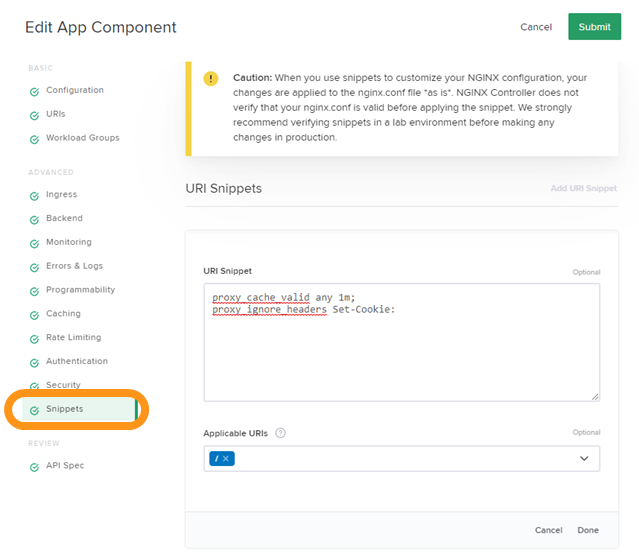 Edit App Component
Cancel
Submit
BASIC
Configuration
URIs
Workload Groups
ADVANCED
Ingress
Backend
Monitoring
Errors & Logs
Programmability
Caching
Rate Limiting
Authentication
Security
Snippets
REVIEW
API Spec
Caution: When you use snippets to customize your NGINX configuration, your
changes are applied to the nginx.conf file *as is*. NGINX Controller does not
verify that your nginx.conf is valid before applying the snippet. We strongly
recommend verifying snippets in a lab environment before making any
changes in production.
URI Snippets
Add URI Snippet
URI Snippet
Optional
proxy_cache_valid any 1m;
proxy_ignore_headers Set-Cookie:
Applicable URIs ?
Optional
/ ×
Cancel
Done